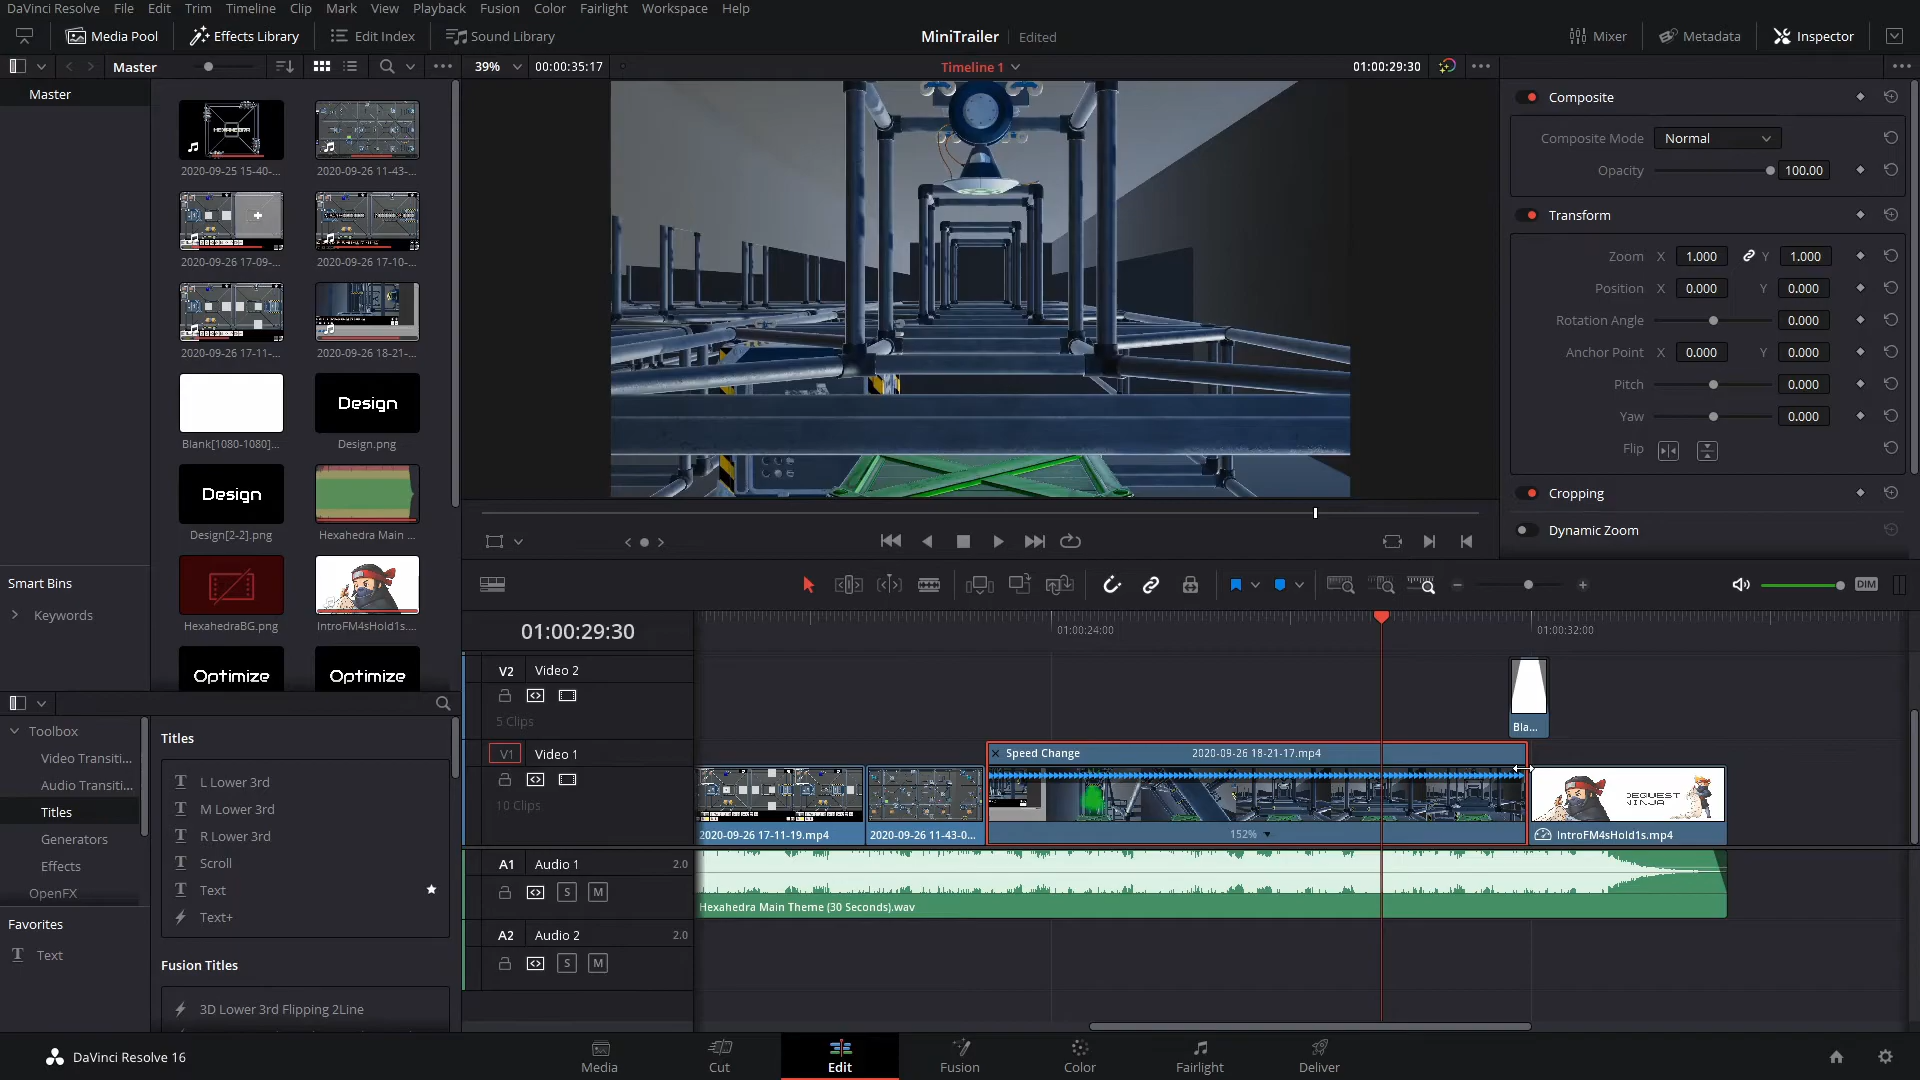 DaVinci Resolve File Edit Trim Timeline Clip Mark View Playback Fusion Color Fairlight Workspace Help
Media Pool Effects Library Edit Index Sound Library MiniTrailer Edited Mixer Metadata Inspector
Master 39% 00:00:35:17 Timeline 1 01:00:29:30
Master
2020-09-25 15-40-...
2020-09-26 11-43-...
2020-09-26 17-09-...
2020-09-26 17-10-...
2020-09-26 17-11-...
2020-09-26 18-21-...
Design
Blank[1080-1080]...
Design.png
Design
Design[2-2].png
Hexahedra Main ...
HexahedraBG.png
IntroFM4sHold1s....
Optimize
Optimize
Smart Bins
Keywords
Composite
Composite Mode Normal
Opacity 100.00
Transform
Zoom X 1.000 Y 1.000
Position X 0.000 Y 0.000
Rotation Angle 0.000
Anchor Point X 0.000 Y 0.000
Pitch 0.000
Yaw 0.000
Flip
Cropping
Dynamic Zoom
DIM
Toolbox
Video Transiti...
Audio Transiti...
Titles
Generators
Effects
OpenFX
Favorites
Text
Titles
L Lower 3rd
M Lower 3rd
R Lower 3rd
Scroll
Text
Text+
Fusion Titles
3D Lower 3rd Flipping 2Line
01:00:29:30
01:00:24:00
01:00:32:00
V2 Video 2
5 Clips
Bla...
V1 Video 1
10 Clips
Speed Change 2020-09-26 18-21-17.mp4
2020-09-26 17-11-19.mp4
2020-09-26 11-43-0...
152%
IntroFM4sHold1s.mp4
A1 Audio 1 2.0
S M
Hexahedra Main Theme (30 Seconds).wav
A2 Audio 2 2.0
S M
DaVinci Resolve 16
Media Cut Edit Fusion Color Fairlight Deliver